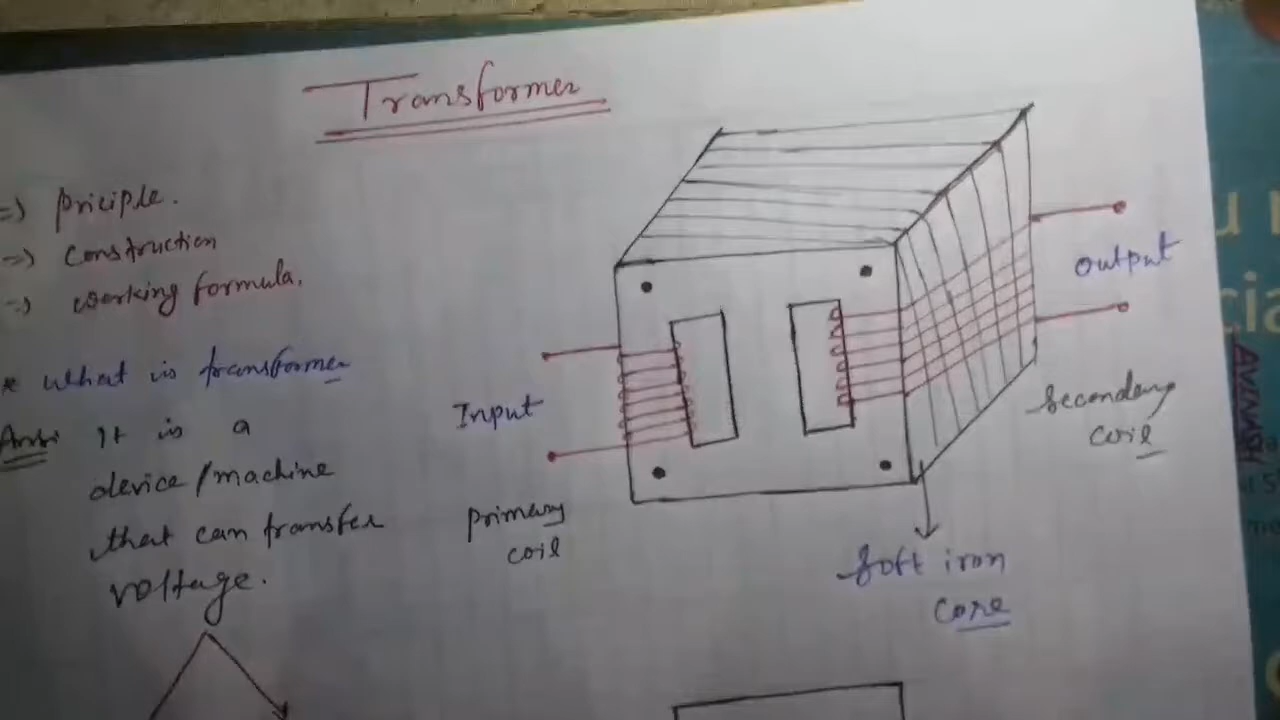 Transformer
=> priciple.
=> construction
=> working formula.
* What is transformer
Ans: It is a
device/machine
that can transfer
voltage.
Input
primary
coil
output
Secondary
coil
Soft iron
core
AVINASH